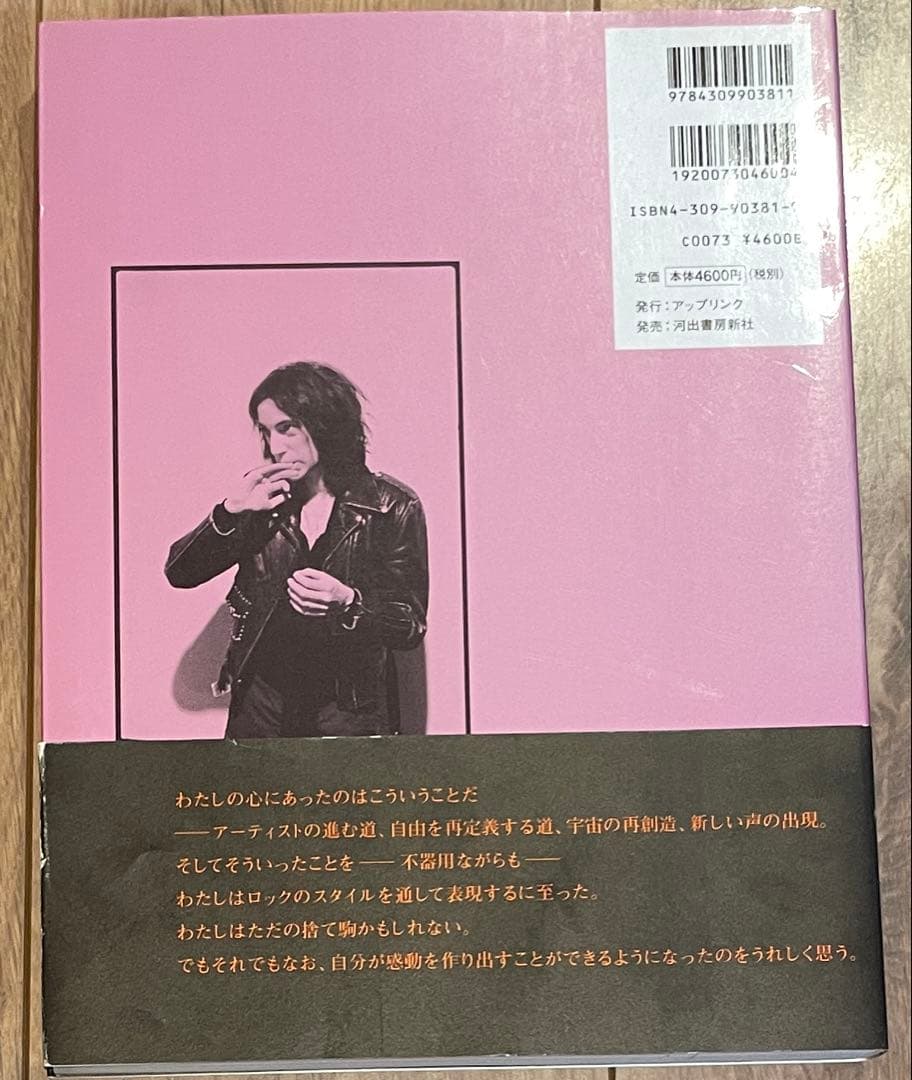 9784309903811
1920073046004
ISBN4-309-90381-
C0073 ¥4600E
定価 本体4600円(税別)
発行:アップリンク
発売:河出書房新社
わたしの心にあったのはこういうことだ
——アーティストの進む道、自由を再定義する道、宇宙の再創造、新しい声の出現。
そしてそういったことを——不器用ながらも——
わたしはロックのスタイルを通して表現するに至った。
わたしはただの捨て駒かもしれない。
でもそれでもなお、自分が感動を作り出すことができるようになったのをうれしく思う。